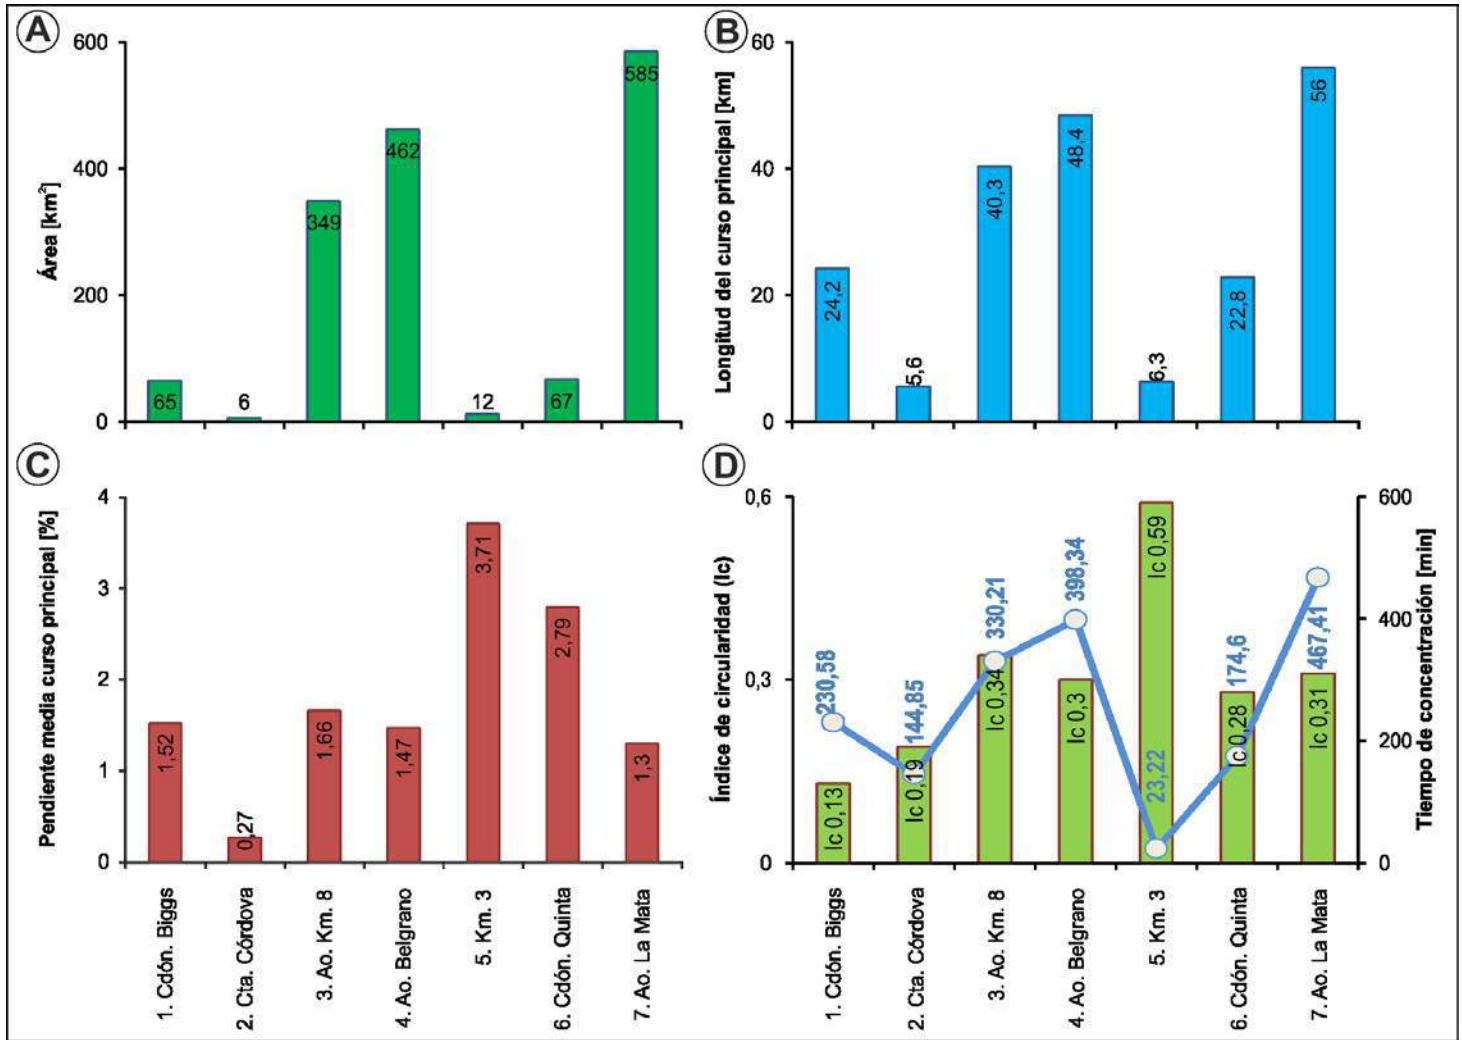 A
Área [km²]
600
400
200
0
65
6
349
462
12
67
585
B
Longitud del curso principal [km]
60
40
20
0
24,2
5,6
40,3
48,4
6,3
22,8
56
C
Pendiente media curso principal [%]
4
3
2
1
0
1,52
0,27
1,66
1,47
3,71
2,79
1,3
1. Cdón. Biggs
2. Cta. Córdova
3. Ao. Km. 8
4. Ao. Belgrano
5. Km. 3
6. Cdón. Quinta
7. Ao. La Mata
D
Índice de circularidad (Ic)
0,6
0,3
0
230,58
144,85
330,21
398,34
23,22
174,6
467,41
Ic 0,13
Ic 0,19
Ic 0,34
Ic 0,3
Ic 0,59
Ic 0,28
Ic 0,31
600
400
200
0
Tiempo de concentración [min]
1. Cdón. Biggs
2. Cta. Córdova
3. Ao. Km. 8
4. Ao. Belgrano
5. Km. 3
6. Cdón. Quinta
7. Ao. La Mata